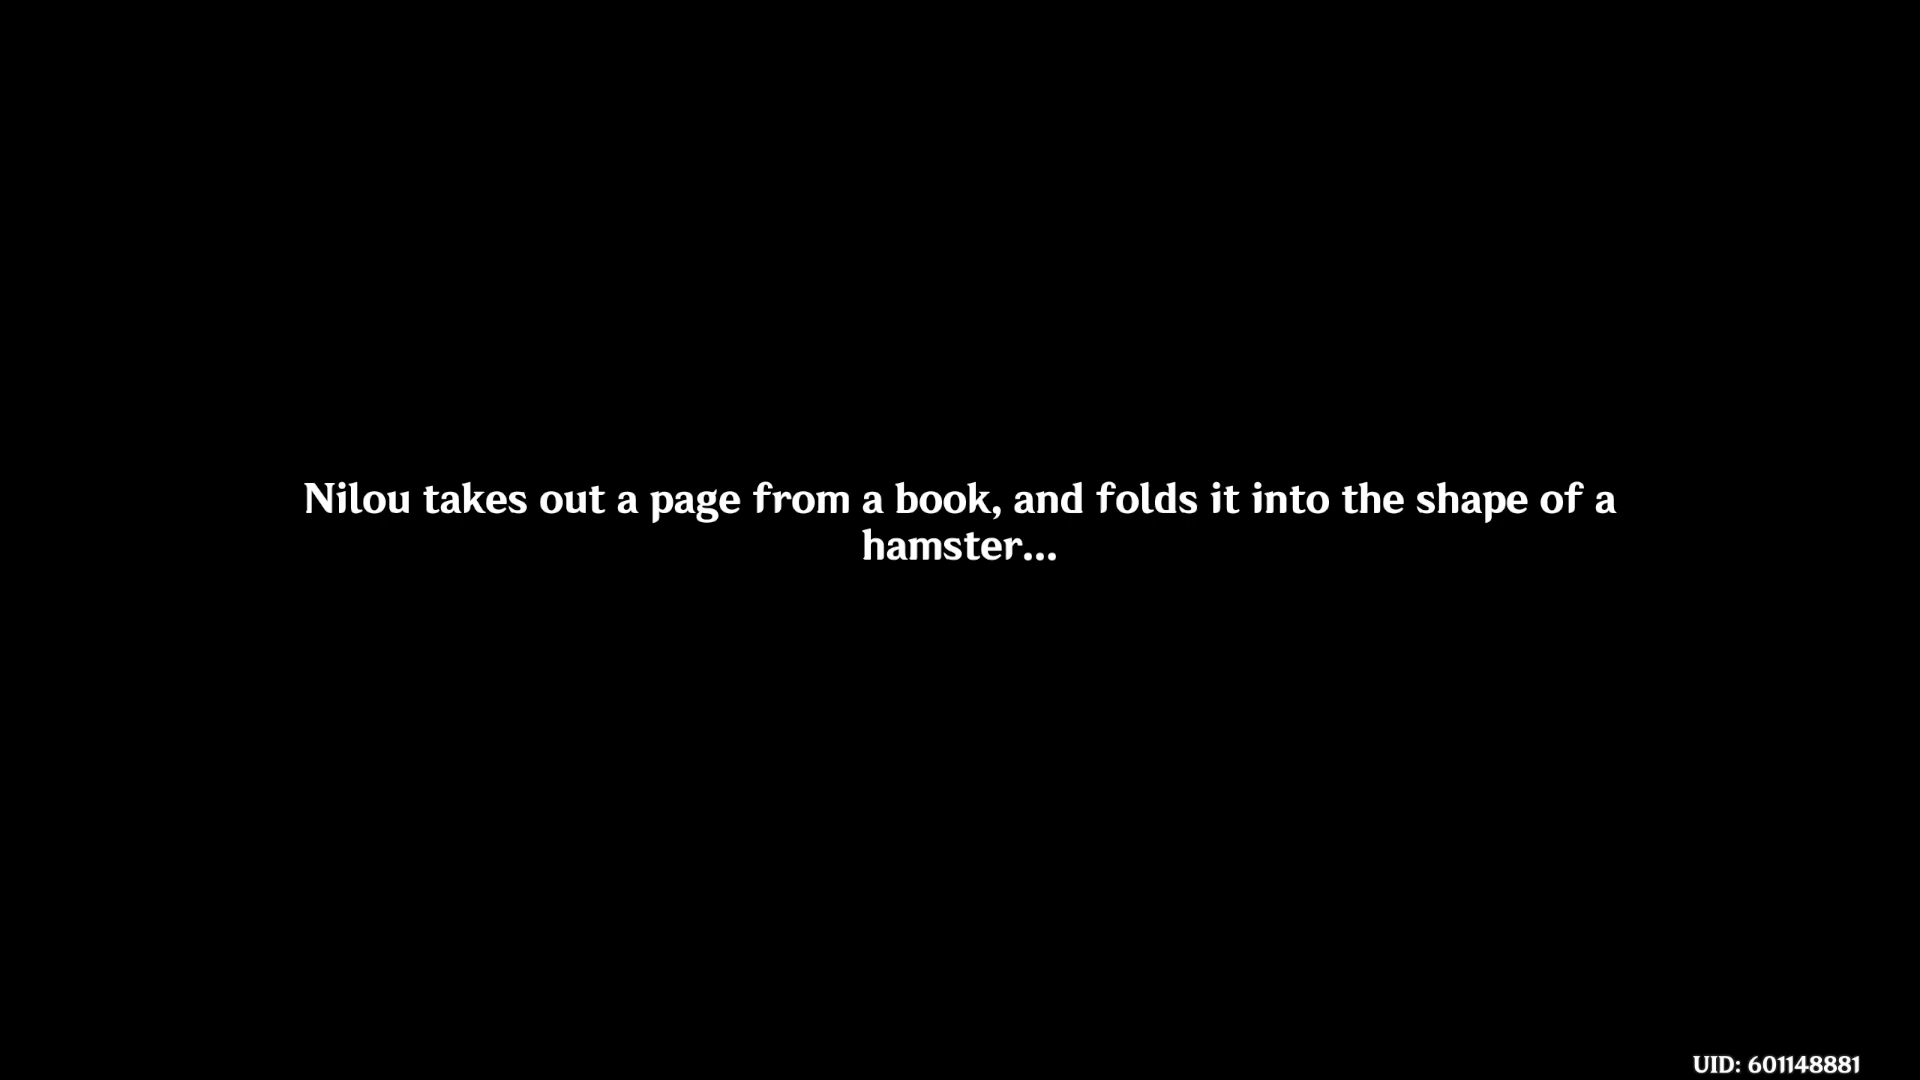 Nilou takes out a page from a book, and folds it into the shape of a
hamster...
UID: 601148881